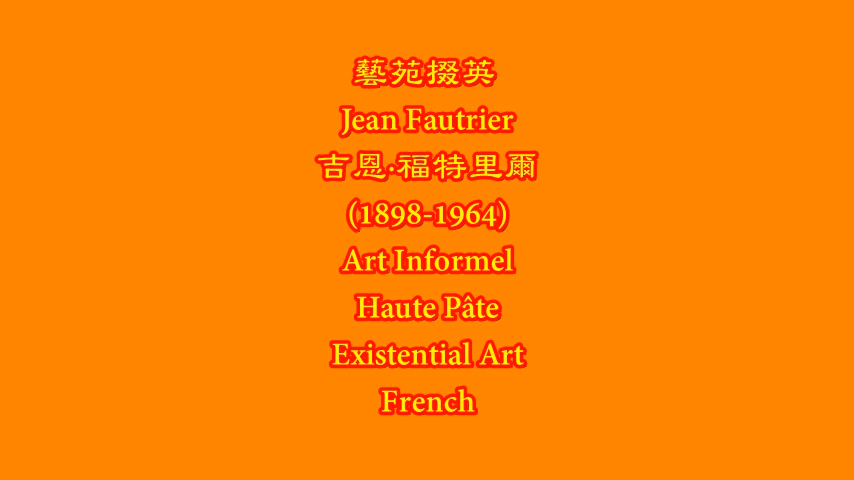 藝苑掇英
Jean Fautrier
吉恩·福特里爾
(1898-1964)
Art Informel
Haute Pâte
Existential Art
French